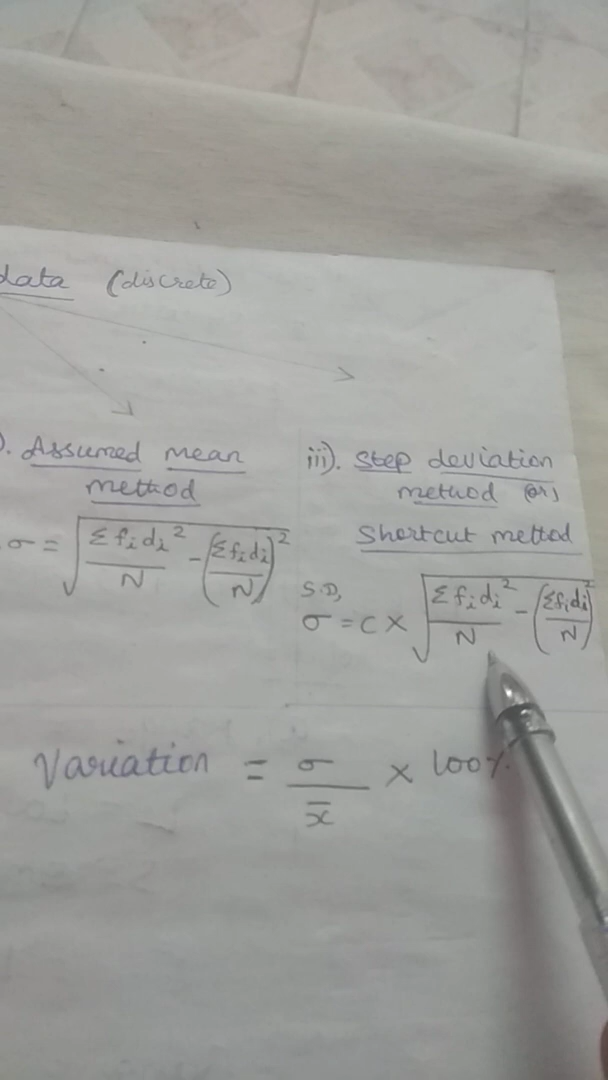 data (discrete)
). Assumed mean
method
σ = √(Σfᵢdᵢ²/N - (Σfᵢdᵢ/N)²)
iii). Step deviation
method (or)
Shortcut method
S.D,
σ = C × √(Σfᵢdᵢ²/N - (Σfᵢdᵢ/N)²)
Variation = σ/x̄ × 100%